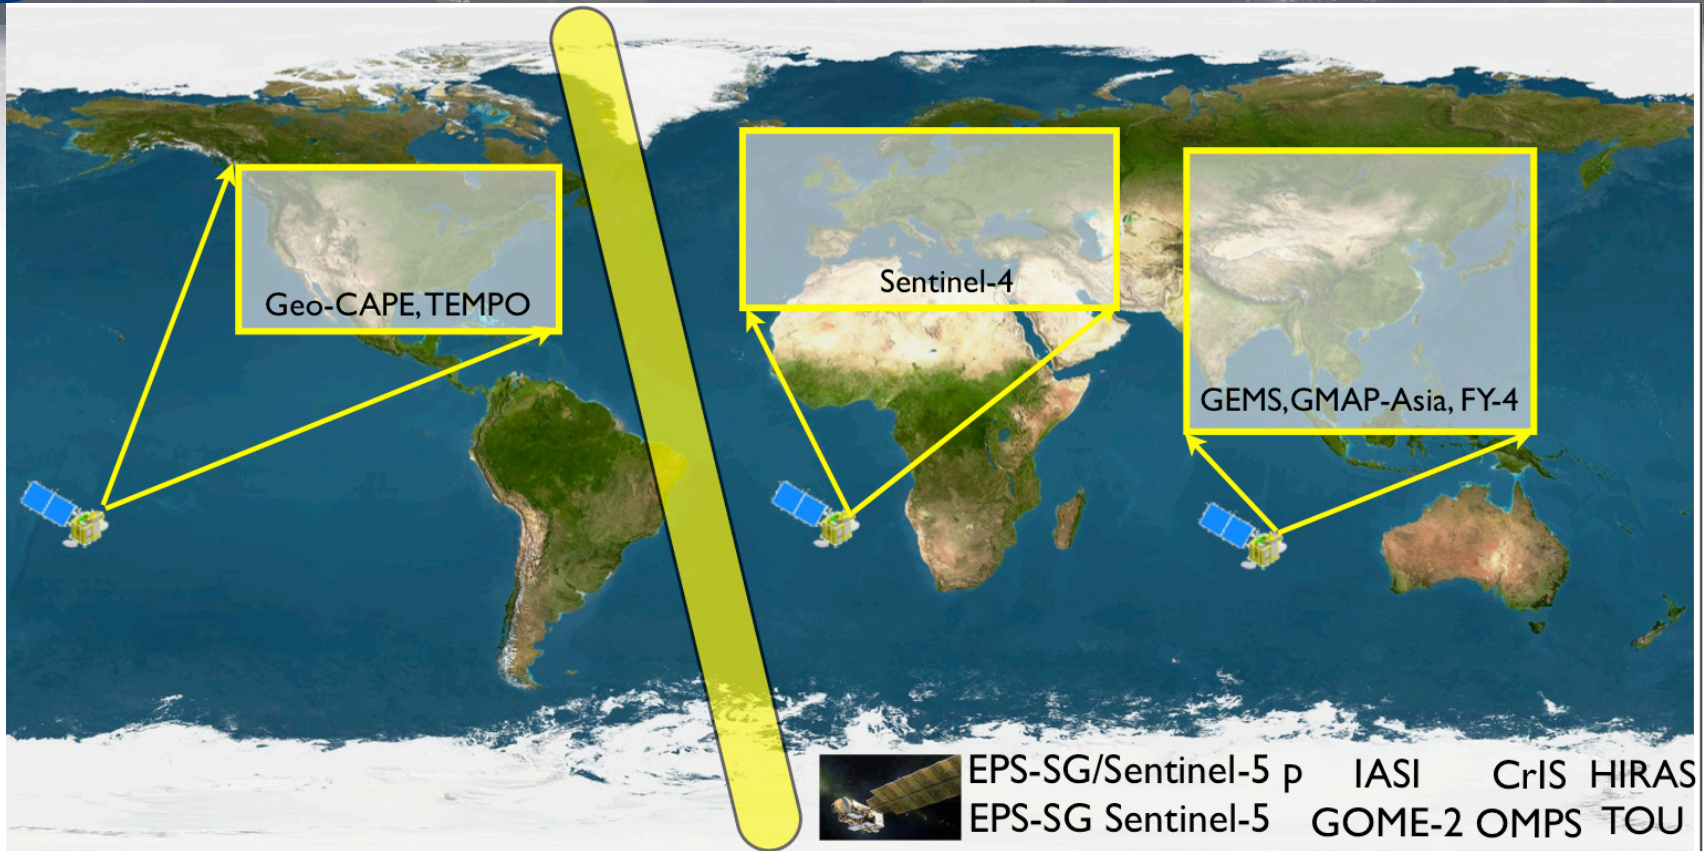 Geo-CAPE, TEMPO
Sentinel-4
GEMS, GMAP-Asia, FY-4
EPS-SG/Sentinel-5 p IASI CrIS HIRAS
EPS-SG Sentinel-5 GOME-2 OMPS TOU